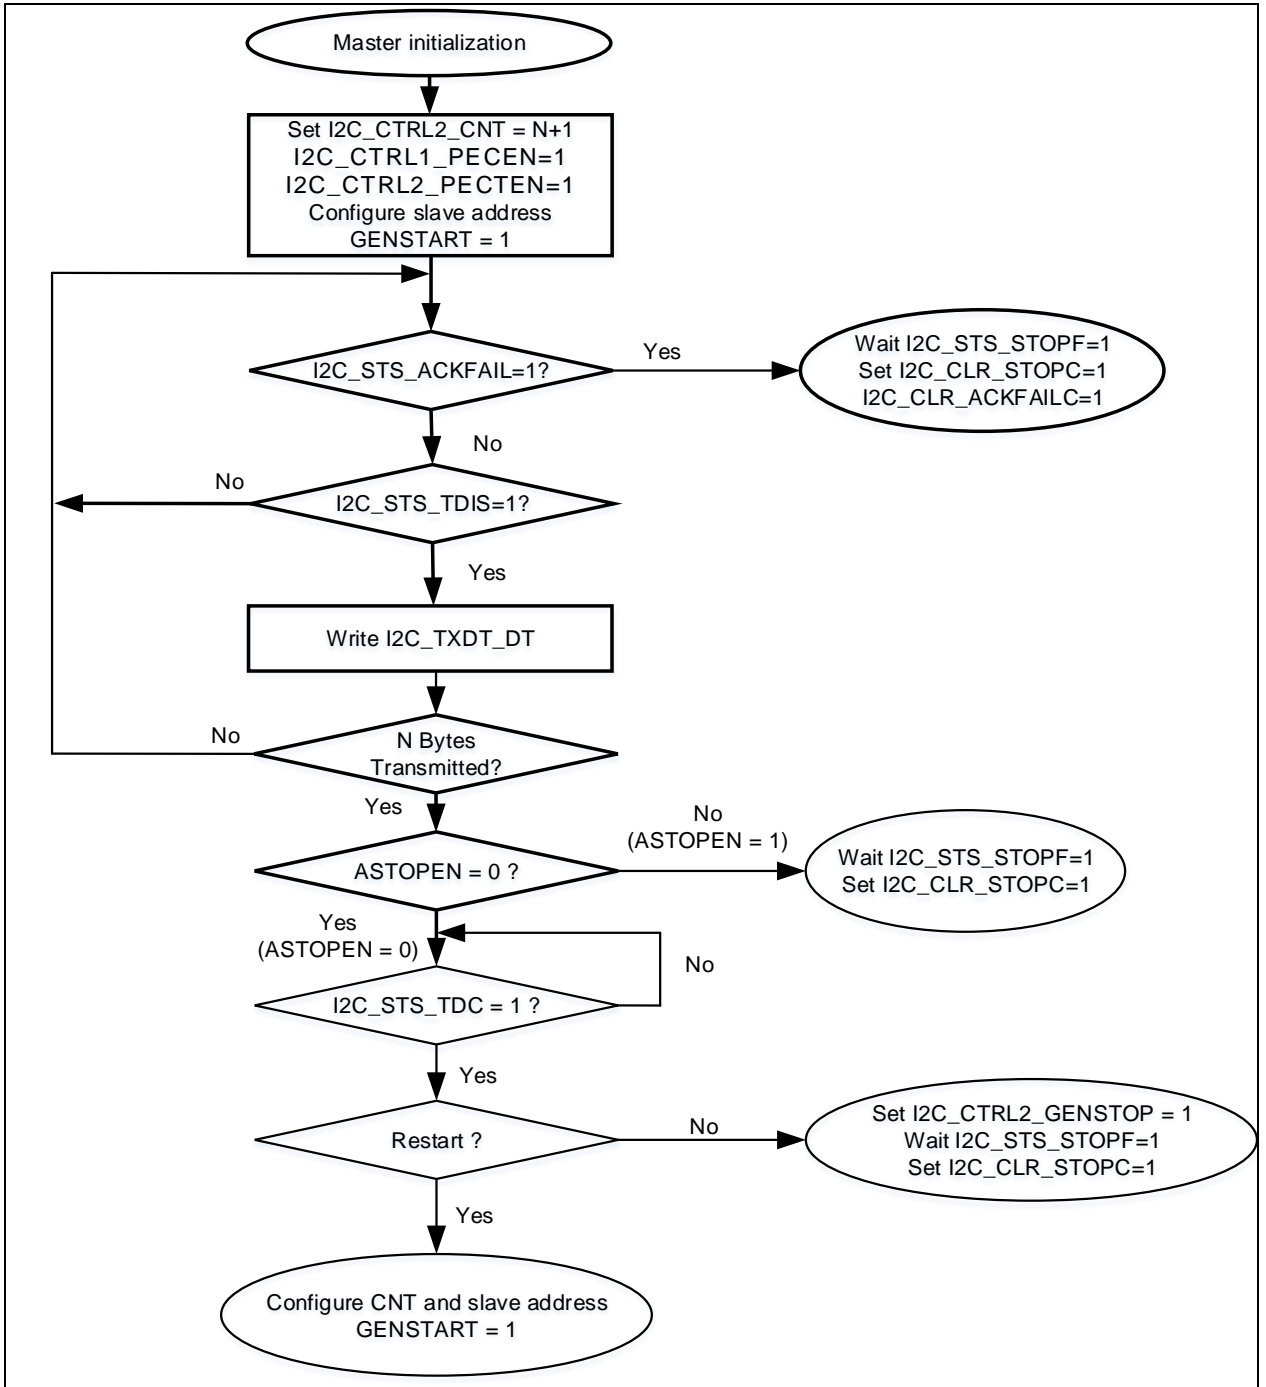 Master initialization
Set I2C_CTRL2_CNT = N+1
I2C_CTRL1_PECEN=1
I2C_CTRL2_PECTEN=1
Configure slave address
GENSTART = 1
I2C_STS_ACKFAIL=1?
Yes
Wait I2C_STS_STOPF=1
Set I2C_CLR_STOPC=1
I2C_CLR_ACKFAILC=1
No
No
I2C_STS_TDIS=1?
Yes
Write I2C_TXDT_DT
No
N Bytes
Transmitted?
Yes
No
(ASTOPEN = 1)
ASTOPEN = 0 ?
Wait I2C_STS_STOPF=1
Set I2C_CLR_STOPC=1
Yes
(ASTOPEN = 0)
No
I2C_STS_TDC = 1 ?
Yes
Restart ?
No
Set I2C_CTRL2_GENSTOP = 1
Wait I2C_STS_STOPF=1
Set I2C_CLR_STOPC=1
Yes
Configure CNT and slave address
GENSTART = 1